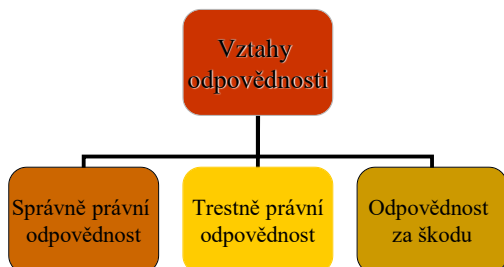 Vztahy
odpovědnosti
Správně právní
odpovědnost
Trestně právní
odpovědnost
Odpovědnost
za škodu